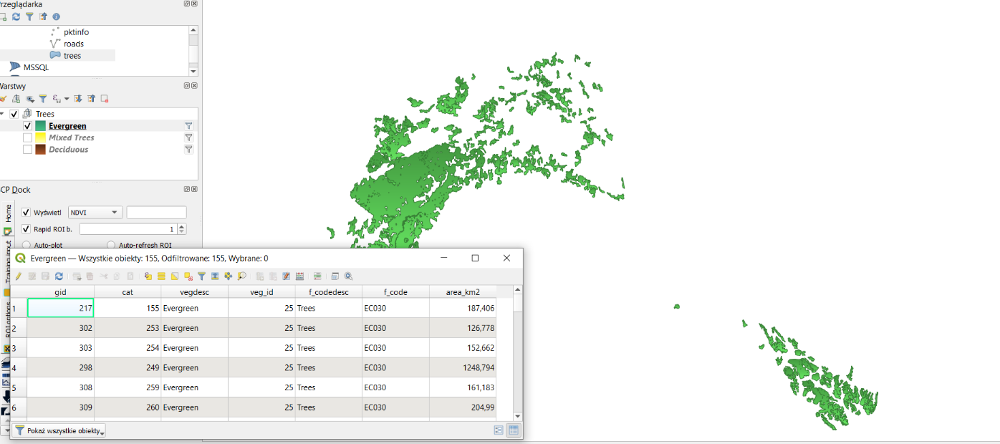 Przeglądarka
pktinfo
roads
trees
MSSQL
Warstwy
Trees
Evergreen
Mixed Trees
Deciduous
SCP Dock
Home
Wyświetl NDVI
Rapid ROI b. 1
Auto-plot Auto-refresh ROI
Training input
ROI options
Evergreen — Wszystkie obiekty: 155, Odfiltrowane: 155, Wybrane: 0
gid cat vegdesc veg_id f_codedesc f_code area_km2
1 217 155 Evergreen 25 Trees EC030 187,406
2 302 253 Evergreen 25 Trees EC030 126,778
3 303 254 Evergreen 25 Trees EC030 152,662
4 298 249 Evergreen 25 Trees EC030 1248,794
5 308 259 Evergreen 25 Trees EC030 161,183
6 309 260 Evergreen 25 Trees EC030 204,99
Pokaż wszystkie obiekty